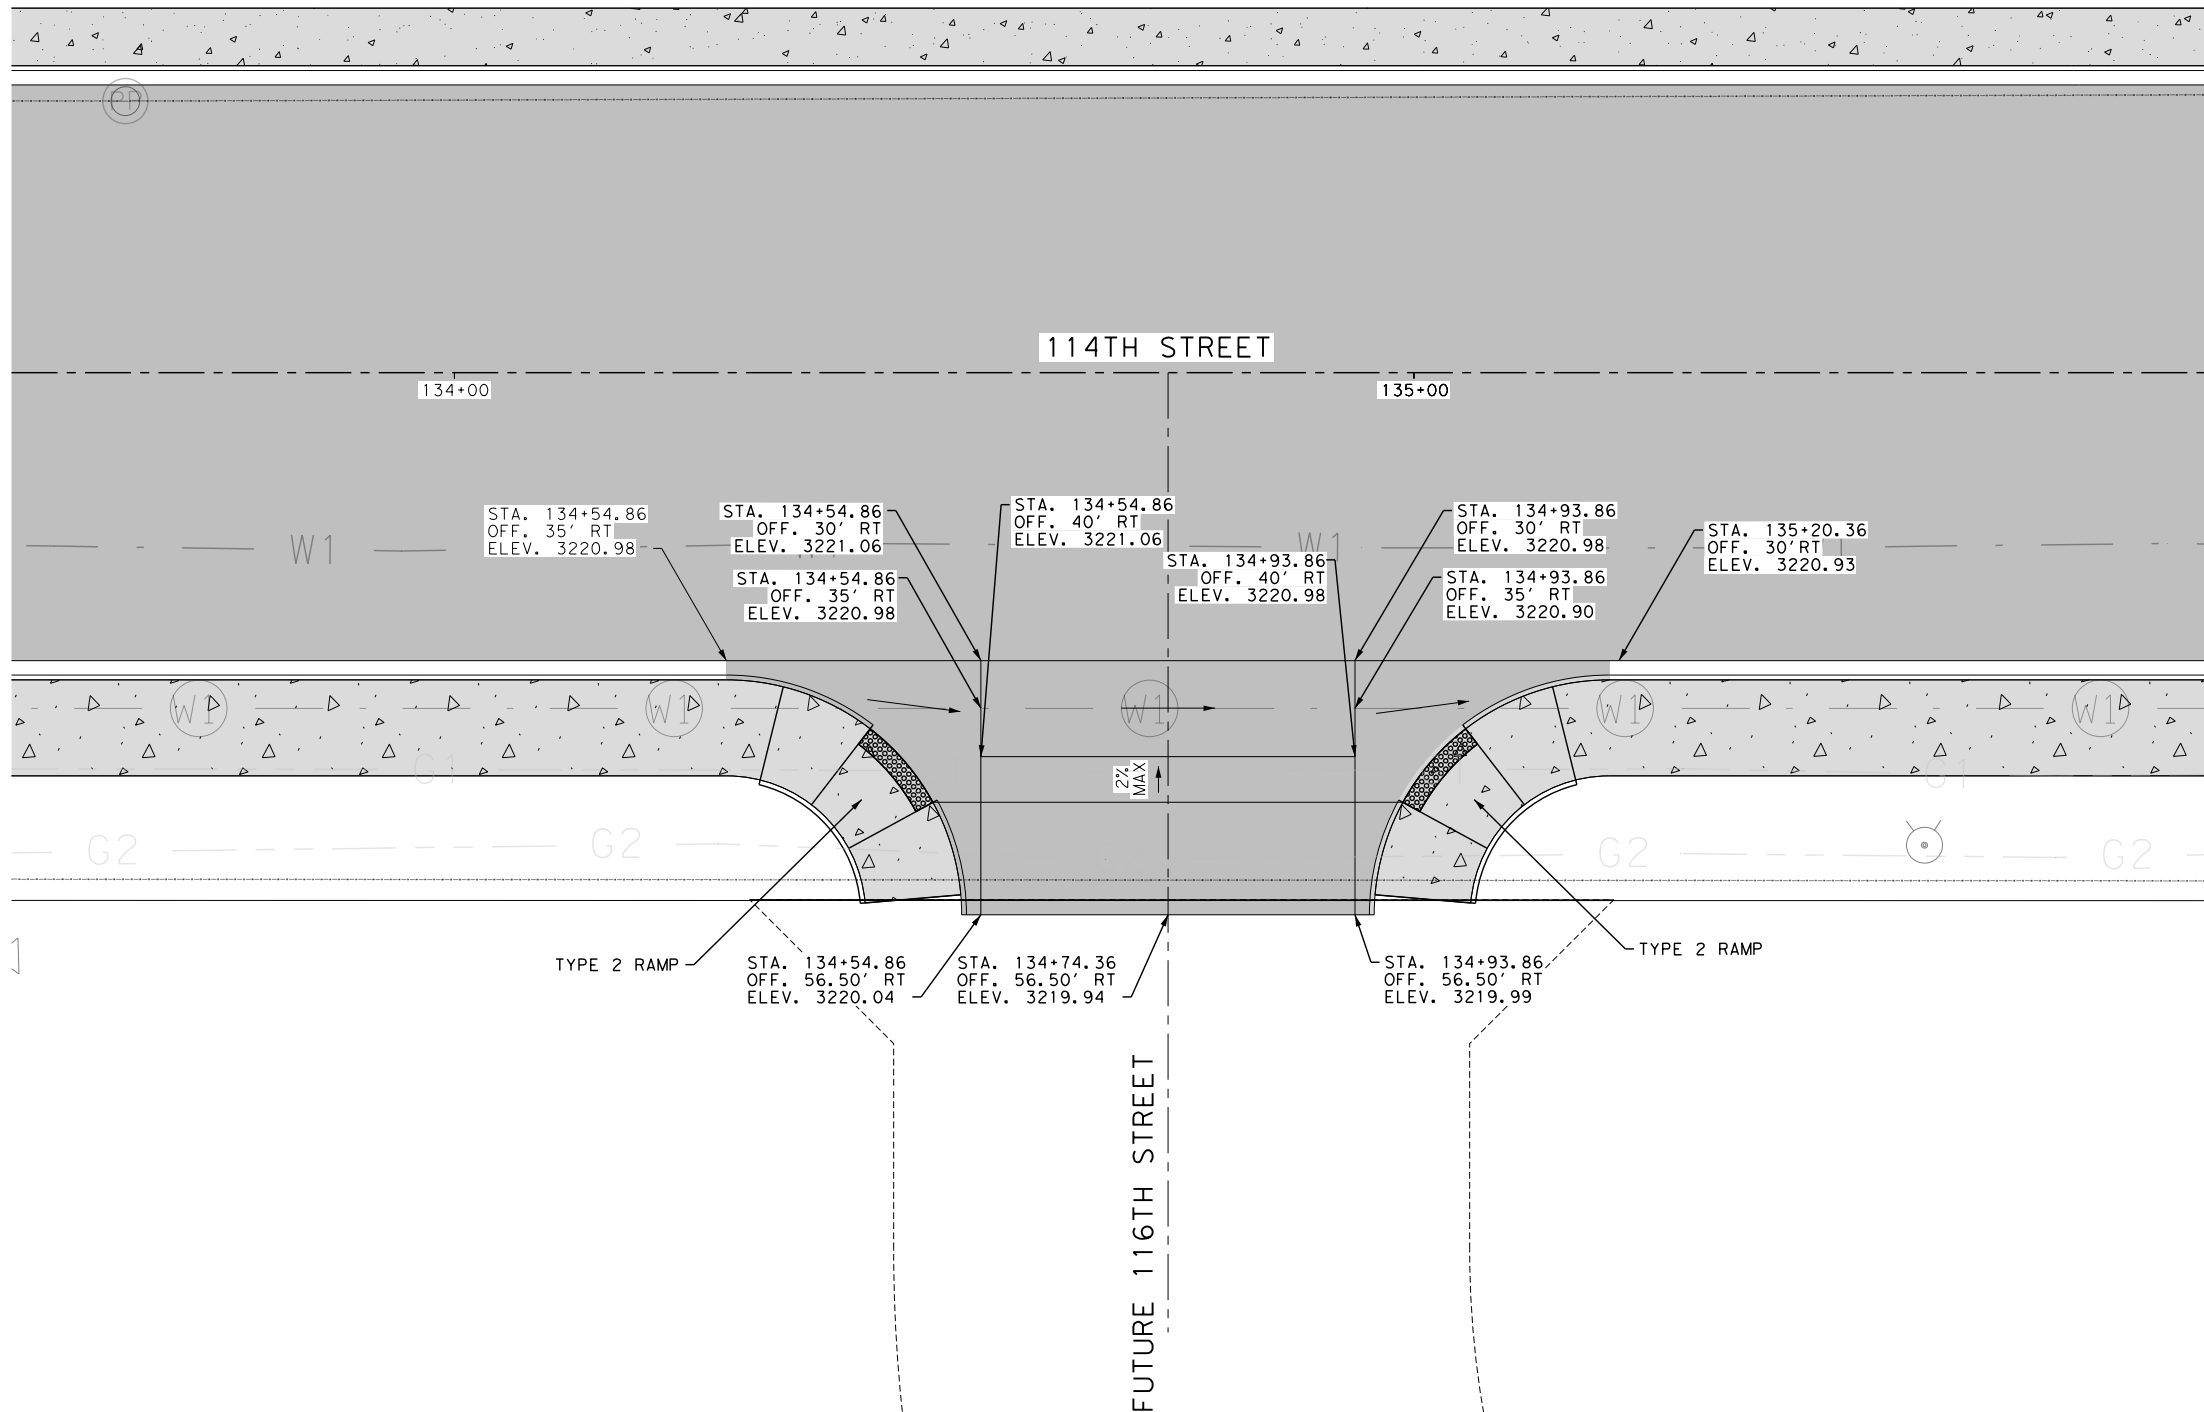 PP
114TH STREET
134+00
135+00
W1
W1
STA. 134+54.86
OFF. 35' RT
ELEV. 3220.98
STA. 134+54.86
OFF. 30' RT
ELEV. 3221.06
STA. 134+54.86
OFF. 35' RT
ELEV. 3220.98
STA. 134+54.86
OFF. 40' RT
ELEV. 3221.06
STA. 134+93.86
OFF. 40' RT
ELEV. 3220.98
STA. 134+93.86
OFF. 30' RT
ELEV. 3220.98
STA. 134+93.86
OFF. 35' RT
ELEV. 3220.90
STA. 135+20.36
OFF. 30'RT
ELEV. 3220.93
W1
W1
W1
W1
W1
G1
G1
2%
MAX
G2
G2
G2
G2
TYPE 2 RAMP
STA. 134+54.86
OFF. 56.50' RT
ELEV. 3220.04
STA. 134+74.36
OFF. 56.50' RT
ELEV. 3219.94
STA. 134+93.86
OFF. 56.50' RT
ELEV. 3219.99
TYPE 2 RAMP
FUTURE 116TH STREET